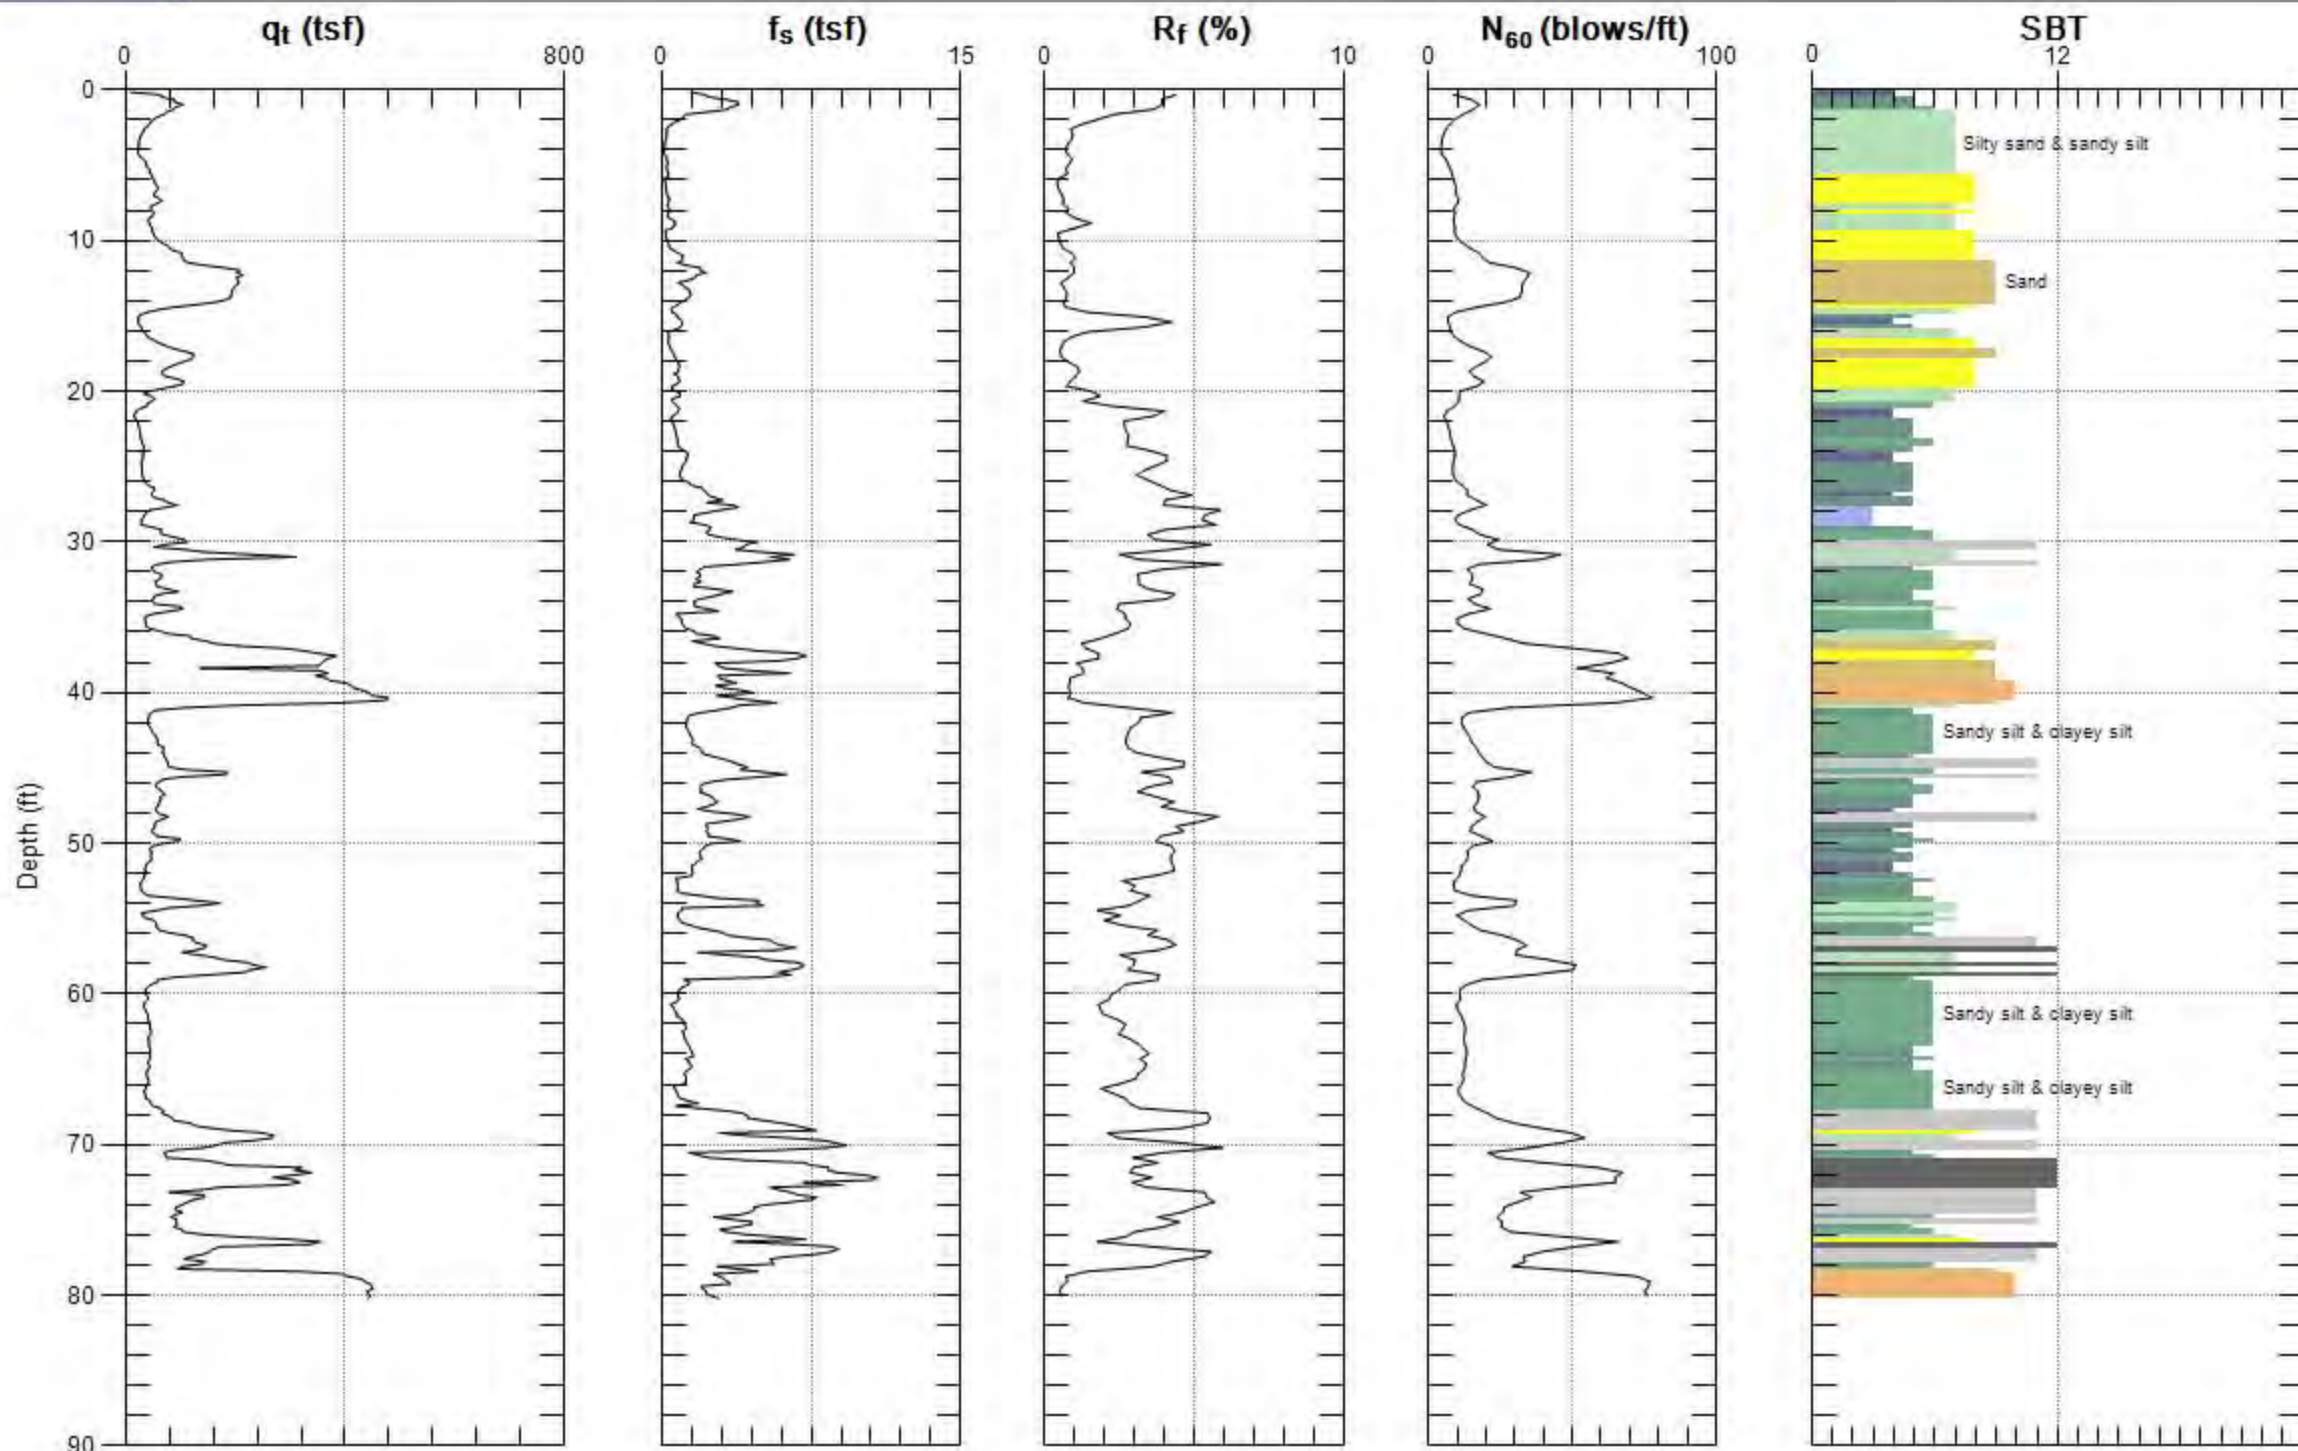 qt (tsf) fs (tsf) Rf (%) N60 (blows/ft) SBT
0 800 0 15 0 10 0 100 0 12
0
Silty sand & sandy silt
10
Sand
20
30
40
Sandy silt & clayey silt
Depth (ft)
50
60
Sandy silt & clayey silt
Sandy silt & clayey silt
70
80
90